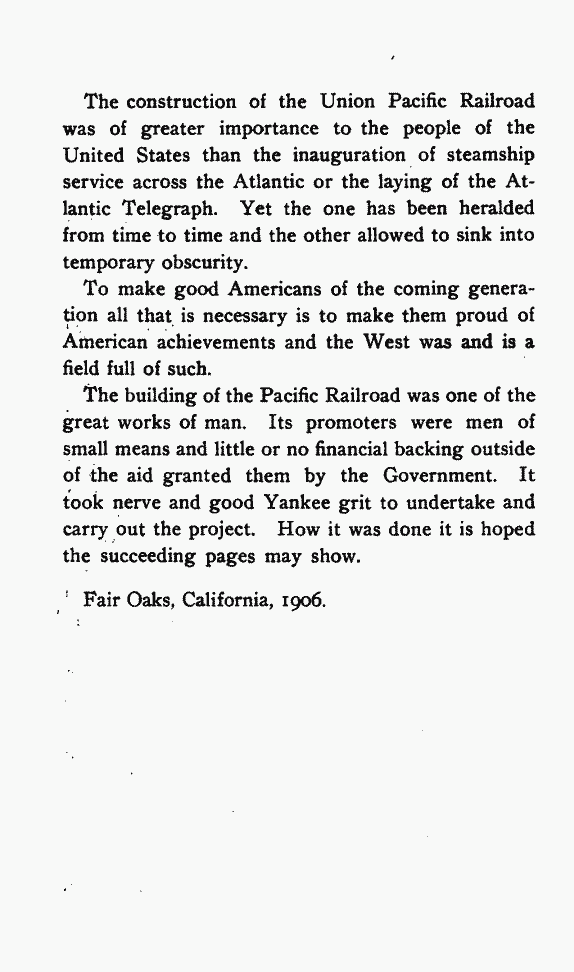 The construction of the Union Pacific Railroad
was of greater importance to the people of the
United States than the inauguration of steamship
service across the Atlantic or the laying of the At-
lantic Telegraph. Yet the one has been heralded
from time to time and the other allowed to sink into
temporary obscurity.
To make good Americans of the coming genera-
tion all that is necessary is to make them proud of
American achievements and the West was and is a
field full of such.
The building of the Pacific Railroad was one of the
great works of man. Its promoters were men of
small means and little or no financial backing outside
of the aid granted them by the Government. It
took nerve and good Yankee grit to undertake and
carry out the project. How it was done it is hoped
the succeeding pages may show.
Fair Oaks, California, 1906.